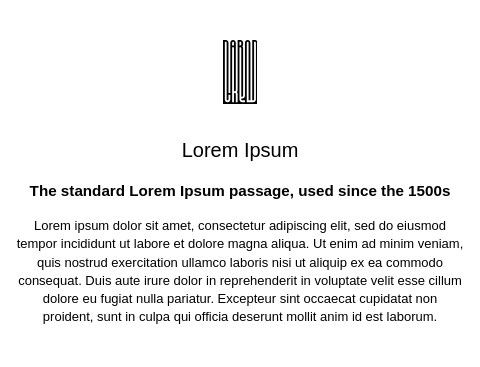 Lorem Ipsum
The standard Lorem Ipsum passage, used since the 1500s
Lorem ipsum dolor sit amet, consectetur adipiscing elit, sed do eiusmod
tempor incididunt ut labore et dolore magna aliqua. Ut enim ad minim veniam,
quis nostrud exercitation ullamco laboris nisi ut aliquip ex ea commodo
consequat. Duis aute irure dolor in reprehenderit in voluptate velit esse cillum
dolore eu fugiat nulla pariatur. Excepteur sint occaecat cupidatat non
proident, sunt in culpa qui officia deserunt mollit anim id est laborum.